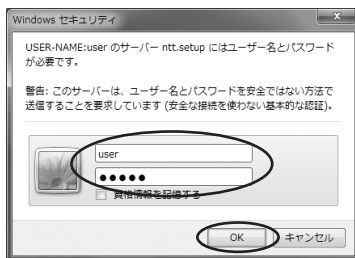 Windows セキュリティ
USER-NAME:user のサーバー ntt.setup にはユーザー名とパスワード
が必要です。
警告: このサーバーは、ユーザー名とパスワードを安全ではない方法で
送信することを要求しています (安全な接続を使わない基本的な認証)。
user
●●●●●
資格情報を記憶する
OK キャンセル